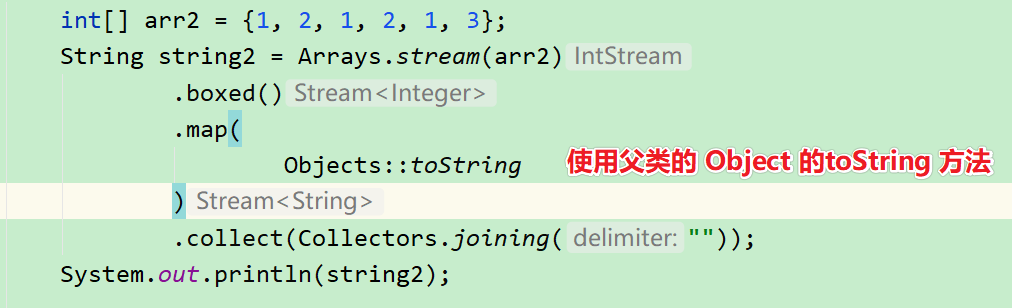 int[] arr2 = {1, 2, 1, 2, 1, 3};
String string2 = Arrays.stream(arr2) IntStream
.boxed() Stream<Integer>
.map(
Objects::toString 使用父类的 Object 的toString 方法
) Stream<String>
.collect(Collectors.joining( delimiter: ""));
System.out.println(string2);